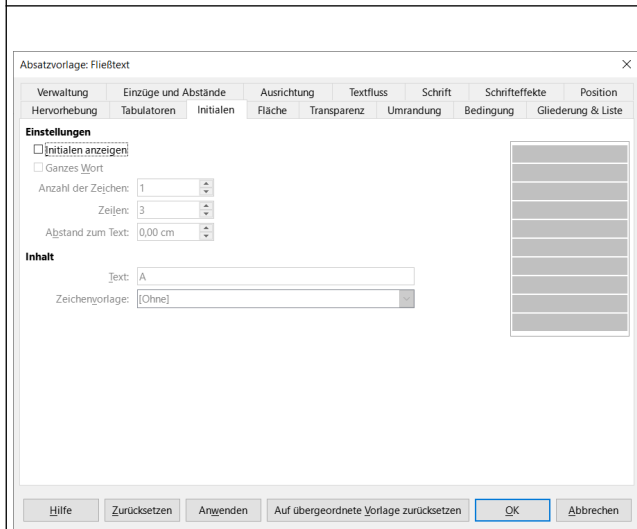 Absatzvorlage: Fließtext
Verwaltung Einzüge und Abstände Ausrichtung Textfluss Schrift Schrifteffekte Position
Hervorhebung Tabulatoren Initialen Fläche Transparenz Umrandung Bedingung Gliederung & Liste
Einstellungen
Initialen anzeigen
Ganzes Wort
Anzahl der Zeichen: 1
Zeilen: 3
Abstand zum Text: 0,00 cm
Inhalt
Text: A
Zeichenvorlage: [Ohne]
Hilfe Zurücksetzen Anwenden Auf übergeordnete Vorlage zurücksetzen OK Abbrechen